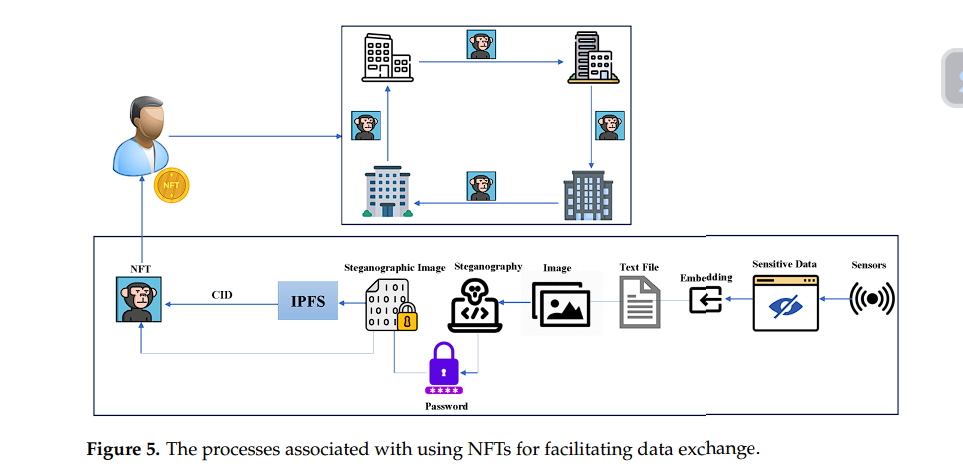 NFT
NFT
CID
IPFS
Steganographic Image
Steganography
Image
Text File
Embedding
Sensitive Data
Sensors
1 0 1
0 1 0 1 0
1 0 0
0 1 0 1
</>
****
Password
Figure 5. The processes associated with using NFTs for facilitating data exchange.